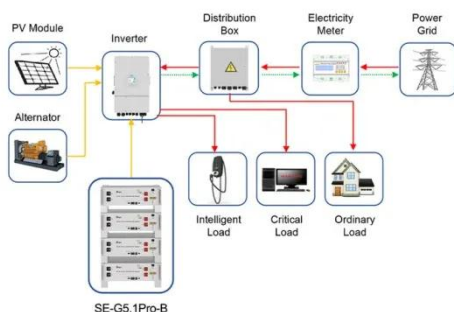 PV Module
Inverter
Distribution
Box
Electricity
Meter
Power
Grid
Alternator
Intelligent
Load
Critical
Load
Ordinary
Load
SE-G5.1Pro-B